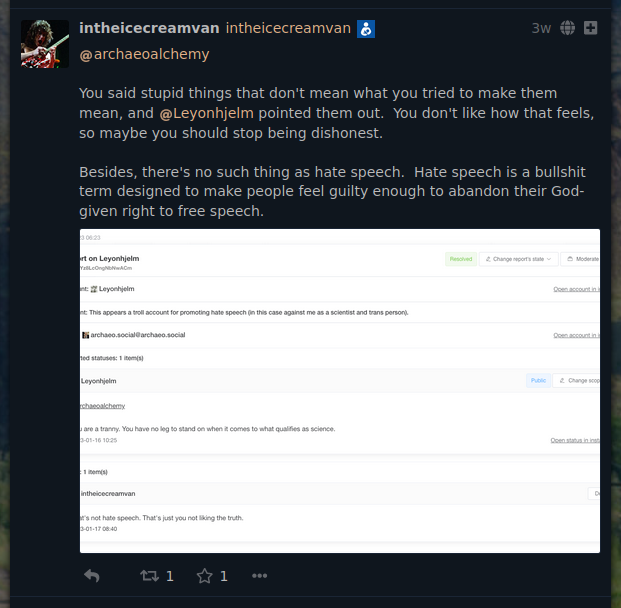 intheicecreamvan intheicecreamvan 3w
@archaeoalchemy
You said stupid things that don't mean what you tried to make them
mean, and @Leyonhjelm pointed them out. You don't like how that feels,
so maybe you should stop being dishonest.
Besides, there's no such thing as hate speech. Hate speech is a bullshit
term designed to make people feel guilty enough to abandon their God-
given right to free speech.
08:23
rt on Leyonhjelm Resolved Change report's state Moderate
nt: Leyonhjelm Open account in
nt: This appears a troll account for promoting hate speech (in this case against me as a scientist and trans person).
archaeo.social@archaeo.social Open account in
ted statuses: 1 item(s)
Leyonhjelm Public Change scop
rchaeoalchemy
are a tranny. You have no leg to stand on when it comes to what qualifies as science.
3-01-16 10:25 Open status in inst
: 1 item(s)
intheicecreamvan
t's not hate speech. That's just you not liking the truth.
3-01-17 08:40
1 1